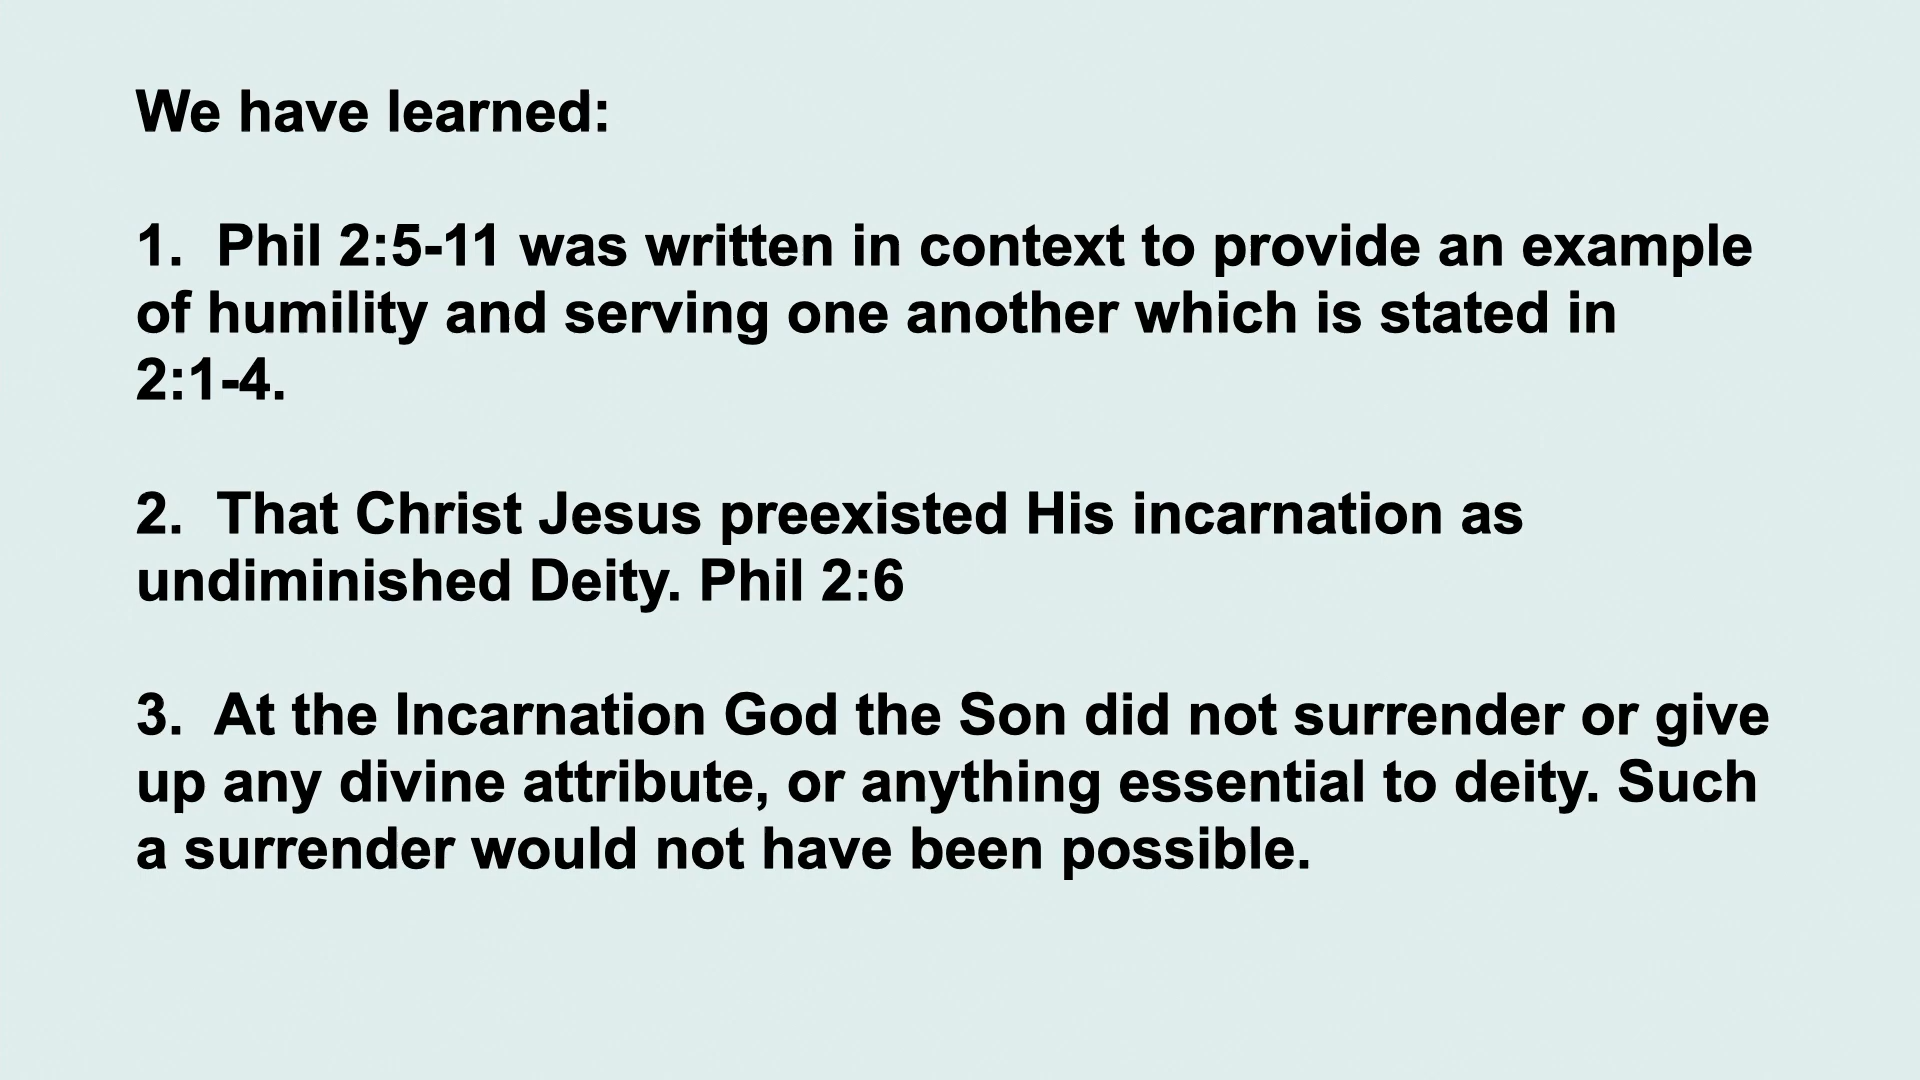 We have learned:
1.  Phil 2:5-11 was written in context to provide an example
of humility and serving one another which is stated in
2:1-4.
2.  That Christ Jesus preexisted His incarnation as
undiminished Deity. Phil 2:6
3.  At the Incarnation God the Son did not surrender or give
up any divine attribute, or anything essential to deity. Such
a surrender would not have been possible.